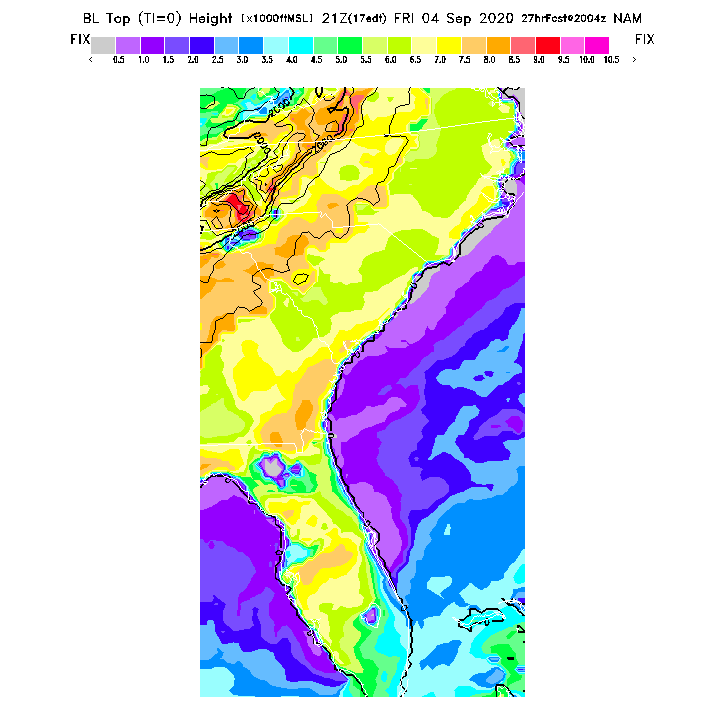 BL Top (TI=0) Height [x1000ftMSL] 21Z(17edt) FRI 04 Sep 2020 27hrFcst@2004z NAM
FIX FIX
< 0.5 1.0 1.5 2.0 2.5 3.0 3.5 4.0 4.5 5.0 5.5 6.0 6.5 7.0 7.5 8.0 8.5 9.0 9.5 10.0 10.5 >
2000
2000
2000